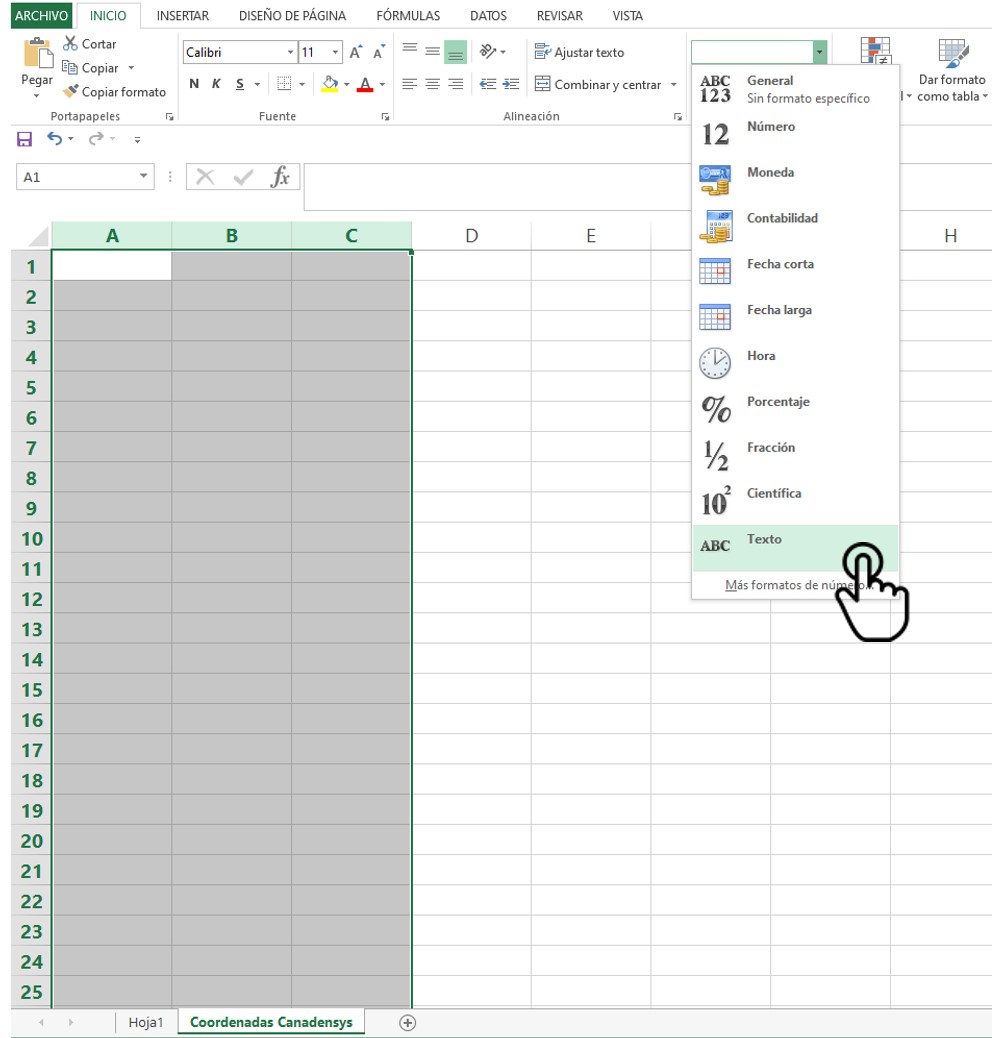 ARCHIVO INICIO INSERTAR DISEÑO DE PÁGINA FÓRMULAS DATOS REVISAR VISTA
Pegar
Cortar
Copiar
Copiar formato
Portapapeles
Calibri 11 A A
N K S A
Fuente
Ajustar texto
Combinar y centrar
Alineación
Dar formato
como tabla
A1 fx
ABC
123
General
Sin formato específico
12 Número
Moneda
Contabilidad
Fecha corta
Fecha larga
Hora
% Porcentaje
1/2 Fracción
10² Científica
ABC Texto
Más formatos de número...
A B C D E H
1
2
3
4
5
6
7
8
9
10
11
12
13
14
15
16
17
18
19
20
21
22
23
24
25
Hoja1 Coordenadas Canadensys